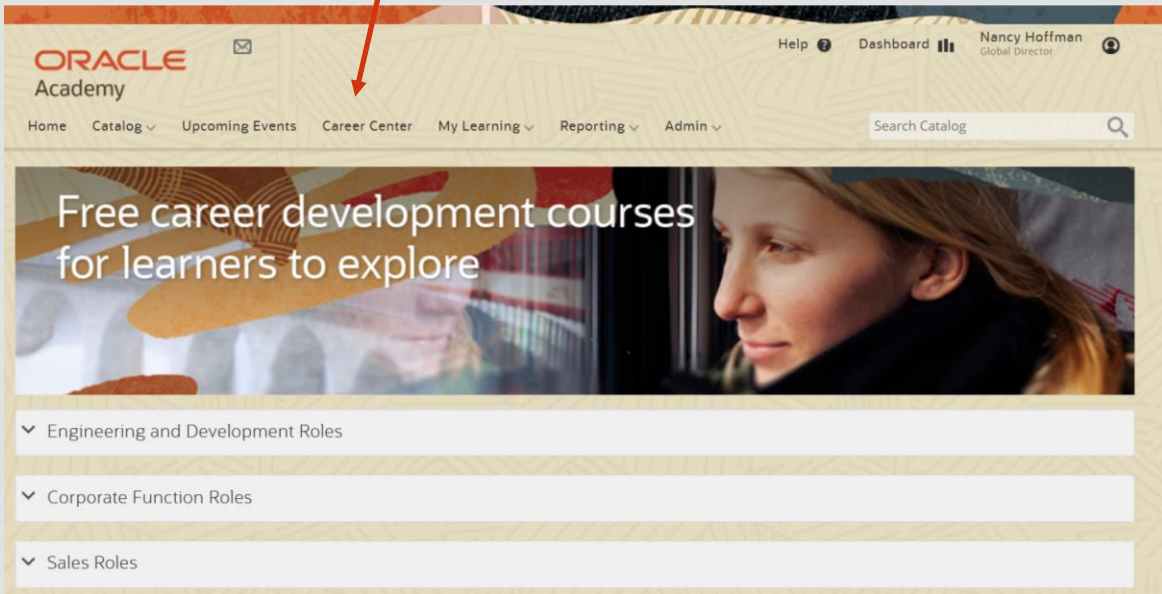 ORACLE
Academy
Help ? Dashboard Nancy Hoffman
Global Director
Home Catalog Upcoming Events Career Center My Learning Reporting Admin Search Catalog
Free career development courses
for learners to explore
Engineering and Development Roles
Corporate Function Roles
Sales Roles